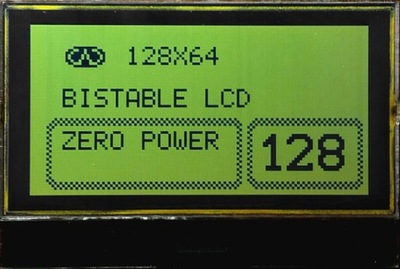 128X64
BISTABLE LCD
ZERO POWER
128